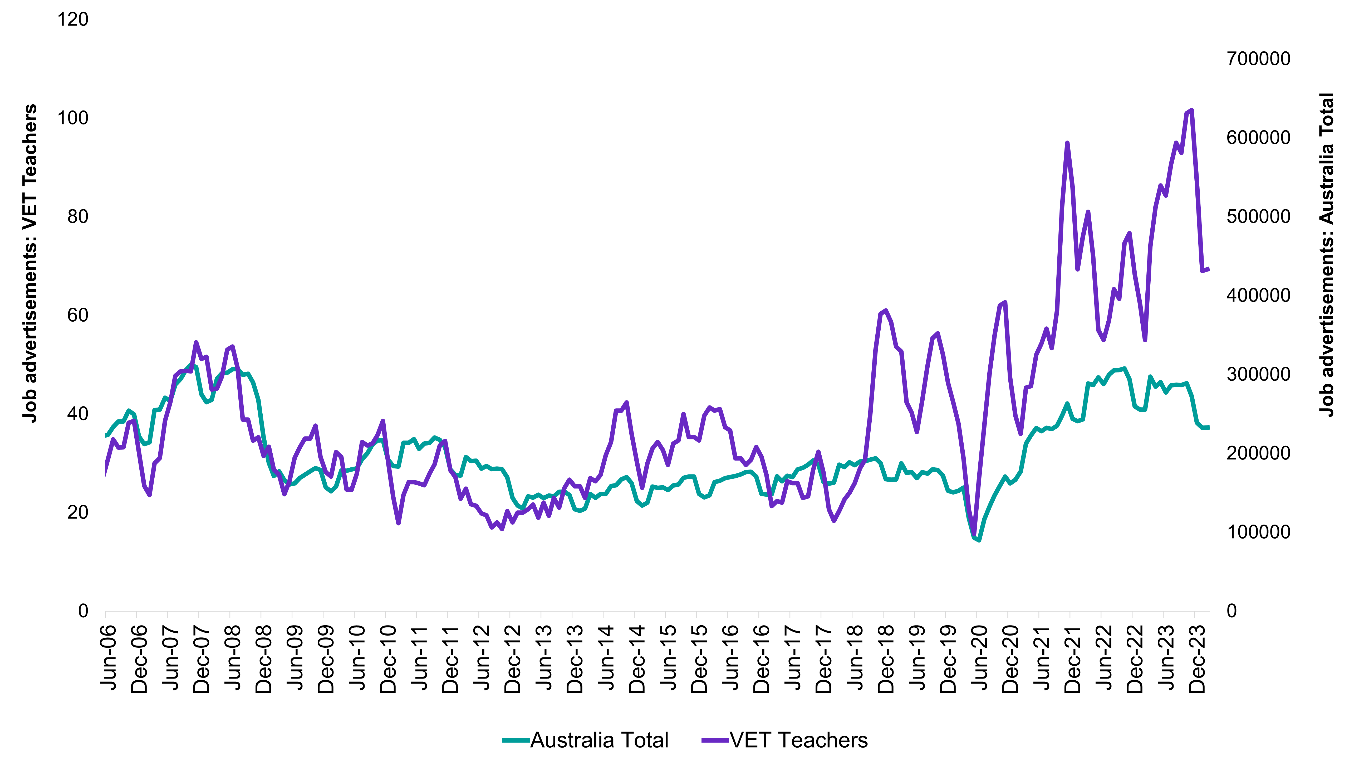 Job advertisements: VET Teachers
120
100
80
60
40
20
0
700000
600000
500000
400000
300000
200000
100000
0
Job advertisements: Australia Total
Jun-06
Dec-06
Jun-07
Dec-07
Jun-08
Dec-08
Jun-09
Dec-09
Jun-10
Dec-10
Jun-11
Dec-11
Jun-12
Dec-12
Jun-13
Dec-13
Jun-14
Dec-14
Jun-15
Dec-15
Jun-16
Dec-16
Jun-17
Dec-17
Jun-18
Dec-18
Jun-19
Dec-19
Jun-20
Dec-20
Jun-21
Dec-21
Jun-22
Dec-22
Jun-23
Dec-23
Australia Total
VET Teachers